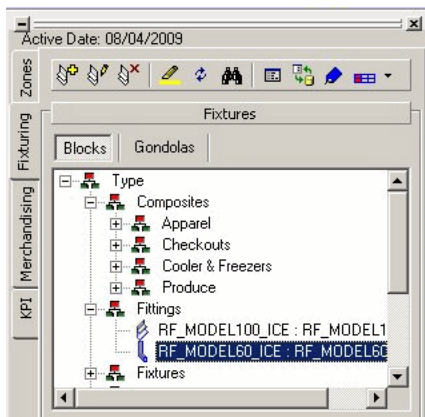 Active Date: 08/04/2009
Zones
Fixturing
Merchandising
KPI
Fixtures
Blocks
Gondolas
Type
Composites
Apparel
Checkouts
Cooler & Freezers
Produce
Fittings
RF_MODEL100_ICE : RF_MODEL1
RF_MODEL60_ICE : RF_MODEL60
Fixtures